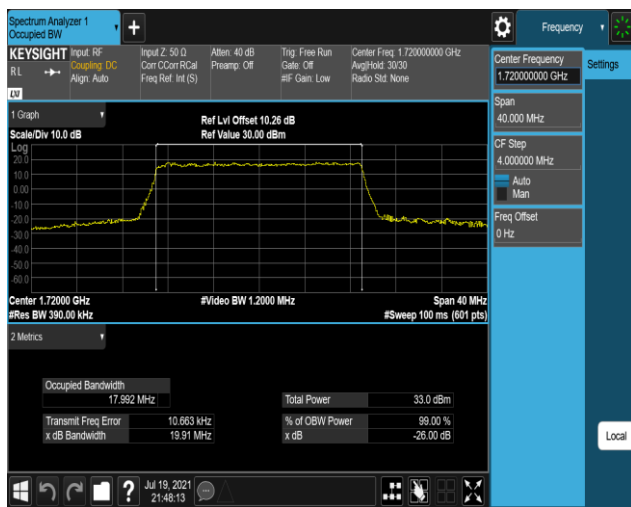 Spectrum Analyzer 1
Occupied BW
Frequency
KEYSIGHT
RL
LXI
Input: RF
Coupling: DC
Align: Auto
Input Z: 50 Ω
Corr CCorr RCal
Freq Ref: Int (S)
Atten: 40 dB
Preamp: Off
Trig: Free Run
Gate: Off
#IF Gain: Low
Center Freq: 1.720000000 GHz
Avg|Hold: 30/30
Radio Std: None
Center Frequency
1.720000000 GHz
Settings
Span
40.000 MHz
CF Step
4.000000 MHz
Auto
Man
Freq Offset
0 Hz
1 Graph
Scale/Div 10.0 dB
Ref Lvl Offset 10.26 dB
Ref Value 30.00 dBm
Log
20.0
10.0
0.00
-10.0
-20.0
-30.0
-40.0
-50.0
-60.0
Center 1.72000 GHz
#Video BW 1.2000 MHz
Span 40 MHz
#Res BW 390.00 kHz
#Sweep 100 ms (601 pts)
2 Metrics
Occupied Bandwidth
17.992 MHz
Total Power 33.0 dBm
Transmit Freq Error 10.663 kHz
% of OBW Power 99.00 %
x dB Bandwidth 19.91 MHz
x dB -26.00 dB
Local
?
Jul 19, 2021
21:48:13